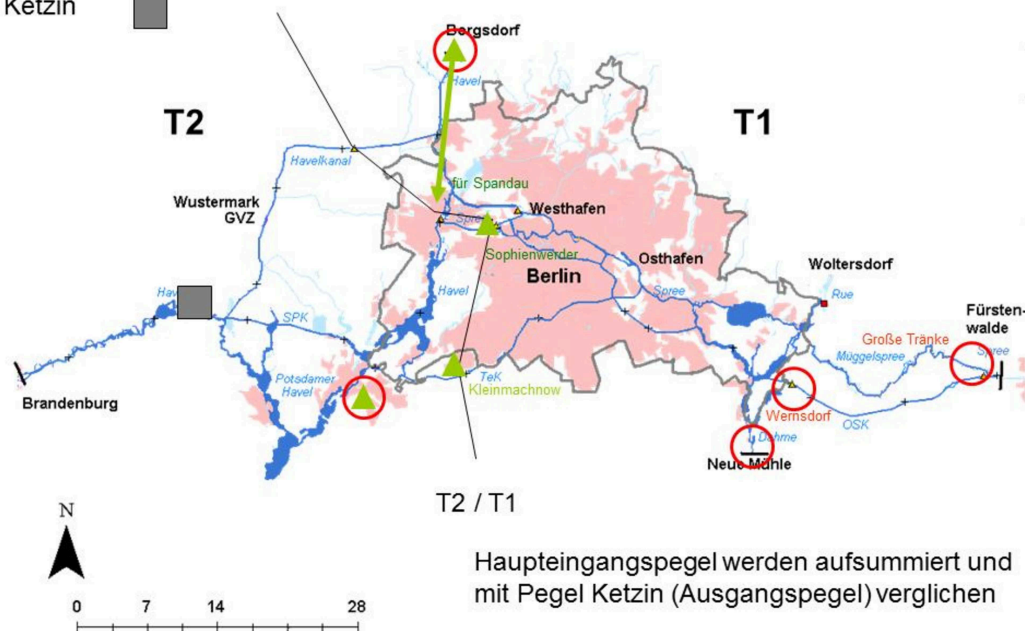 Ketzin
Borgsdorf
Havel
T2
T1
Havelkanal
für Spandau
Wustermark
GVZ
Westhafen
Spree
Sophienwerder
Osthafen
Berlin
Woltersdorf
Havel
Spree
Rue
Fürsten-
walde
SPK
Große Tränke
Spree
Müggelspree
Potsdamer
Havel
TeK
Kleinmachnow
Brandenburg
Wernsdorf
OSK
Dahme
Neue Mühle
T2 / T1
N
Haupteingangspegel werden aufsummiert und
mit Pegel Ketzin (Ausgangspegel) verglichen
0 7 14 28